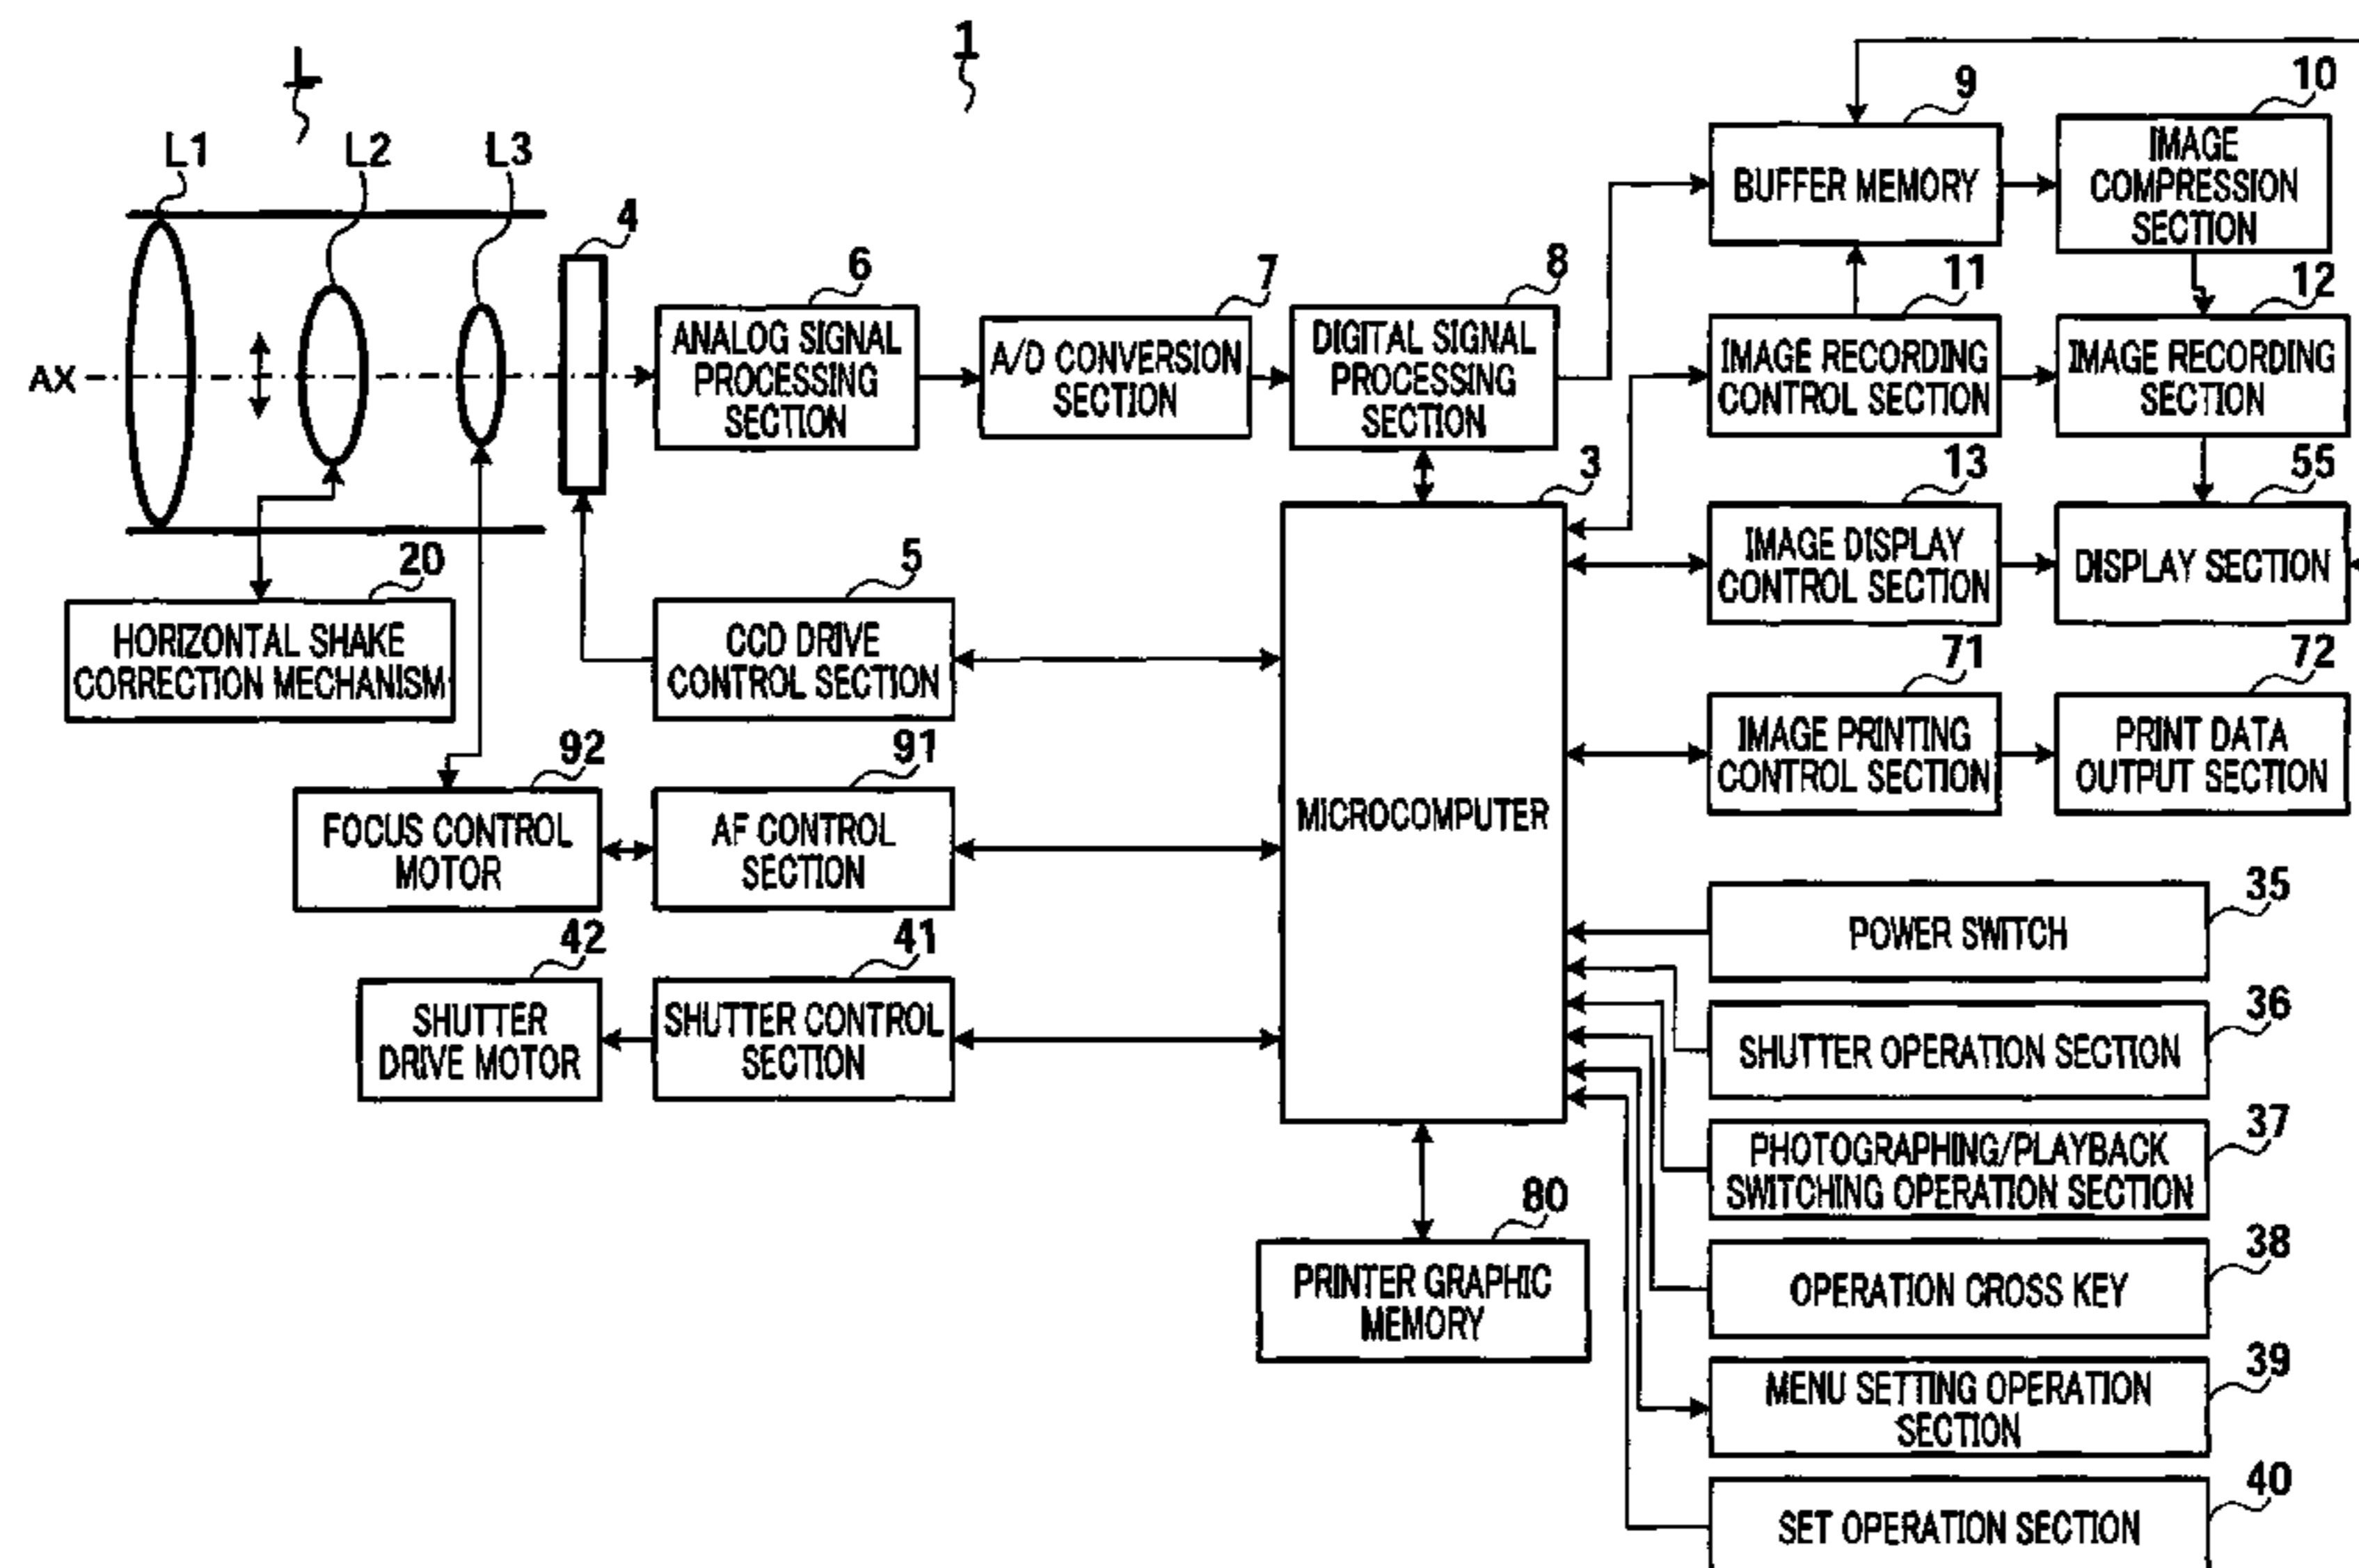 1
L
L1
L2
L3
AX
4
6
ANALOG SIGNAL
PROCESSING
SECTION
7
A/D CONVERSION
SECTION
8
DIGITAL SIGNAL
PROCESSING
SECTION
9
BUFFER MEMORY
10
IMAGE
COMPRESSION
SECTION
11
IMAGE RECORDING
CONTROL SECTION
12
IMAGE RECORDING
SECTION
13
IMAGE DISPLAY
CONTROL SECTION
55
DISPLAY SECTION
71
IMAGE PRINTING
CONTROL SECTION
72
PRINT DATA
OUTPUT SECTION
20
HORIZONTAL SHAKE
CORRECTION MECHANISM
5
CCD DRIVE
CONTROL SECTION
92
FOCUS CONTROL
MOTOR
91
AF CONTROL
SECTION
42
SHUTTER
DRIVE MOTOR
41
SHUTTER CONTROL
SECTION
3
MICROCOMPUTER
80
PRINTER GRAPHIC
MEMORY
35
POWER SWITCH
36
SHUTTER OPERATION SECTION
37
PHOTOGRAPHING/PLAYBACK
SWITCHING OPERATION SECTION
38
OPERATION CROSS KEY
39
MENU SETTING OPERATION
SECTION
40
SET OPERATION SECTION